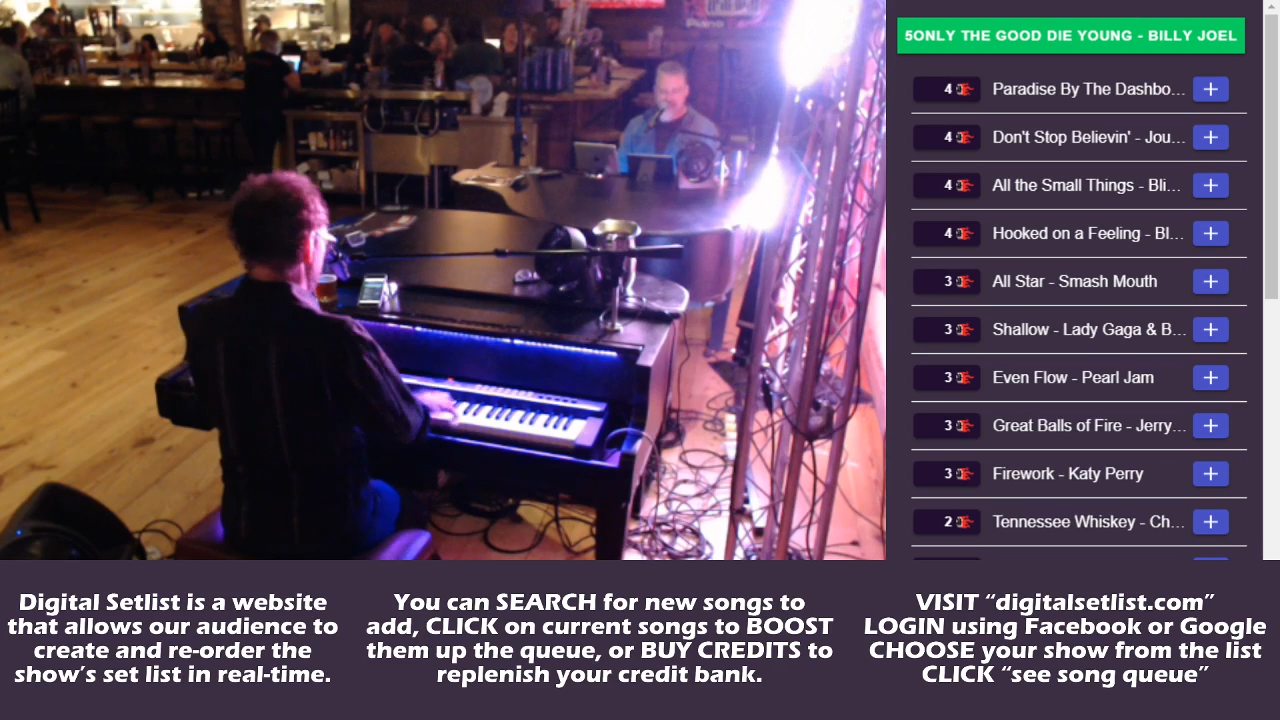 Piano
5ONLY THE GOOD DIE YOUNG - BILLY JOEL
4 Paradise By The Dashbo...
4 Don't Stop Believin' - Jou...
4 All the Small Things - Bli...
4 Hooked on a Feeling - Bl...
3 All Star - Smash Mouth
3 Shallow - Lady Gaga & B...
3 Even Flow - Pearl Jam
3 Great Balls of Fire - Jerry...
3 Firework - Katy Perry
2 Tennessee Whiskey - Ch...
Digital Setlist is a website
that allows our audience to
create and re-order the
show's set list in real-time.
You can SEARCH for new songs to
add, CLICK on current songs to BOOST
them up the queue, or BUY CREDITS to
replenish your credit bank.
VISIT “digitalsetlist.com”
LOGIN using Facebook or Google
CHOOSE your show from the list
CLICK “see song queue”